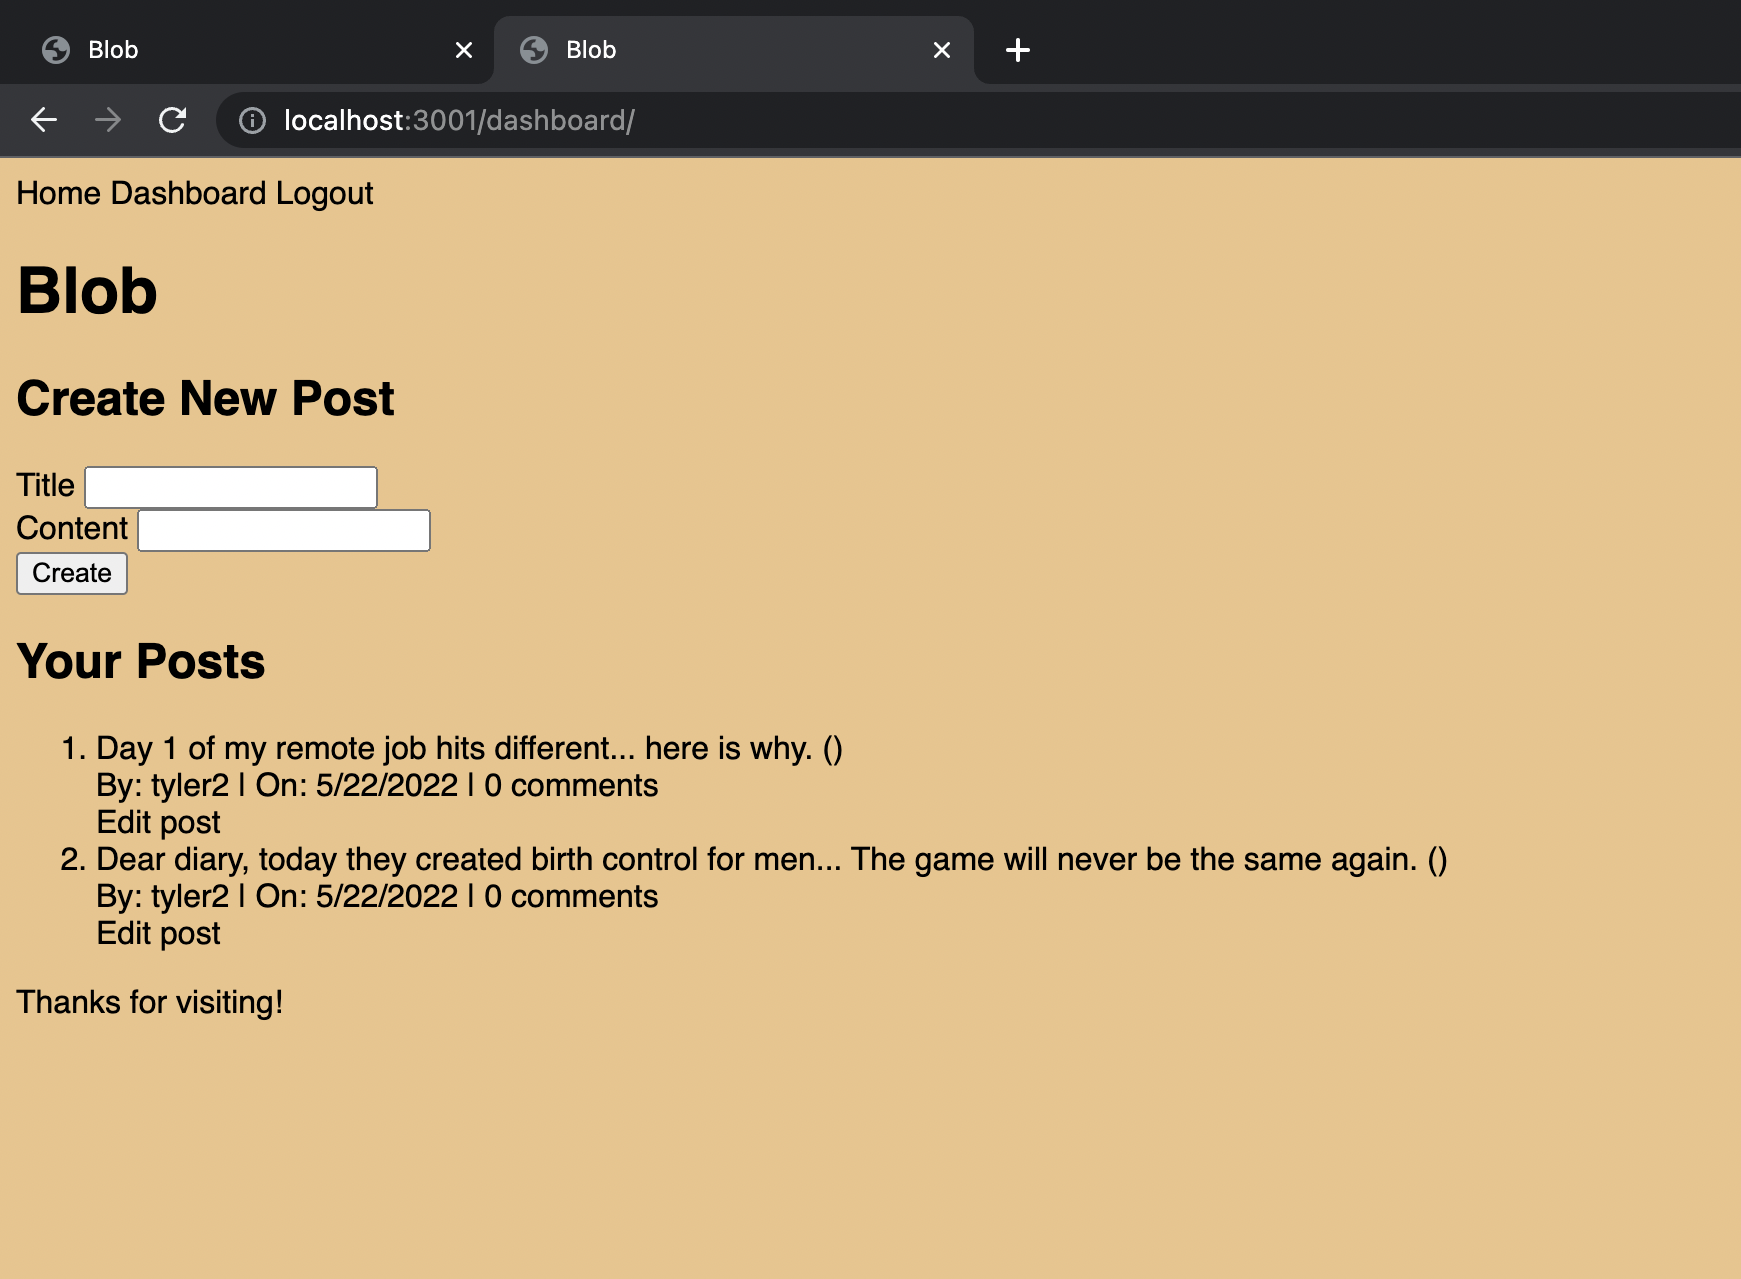 Blob
Blob
localhost:3001/dashboard/
Home Dashboard Logout
Blob
Create New Post
Title
Content
Create
Your Posts
1. Day 1 of my remote job hits different... here is why. ()
By: tyler2 | On: 5/22/2022 | 0 comments
Edit post
2. Dear diary, today they created birth control for men... The game will never be the same again. ()
By: tyler2 | On: 5/22/2022 | 0 comments
Edit post
Thanks for visiting!